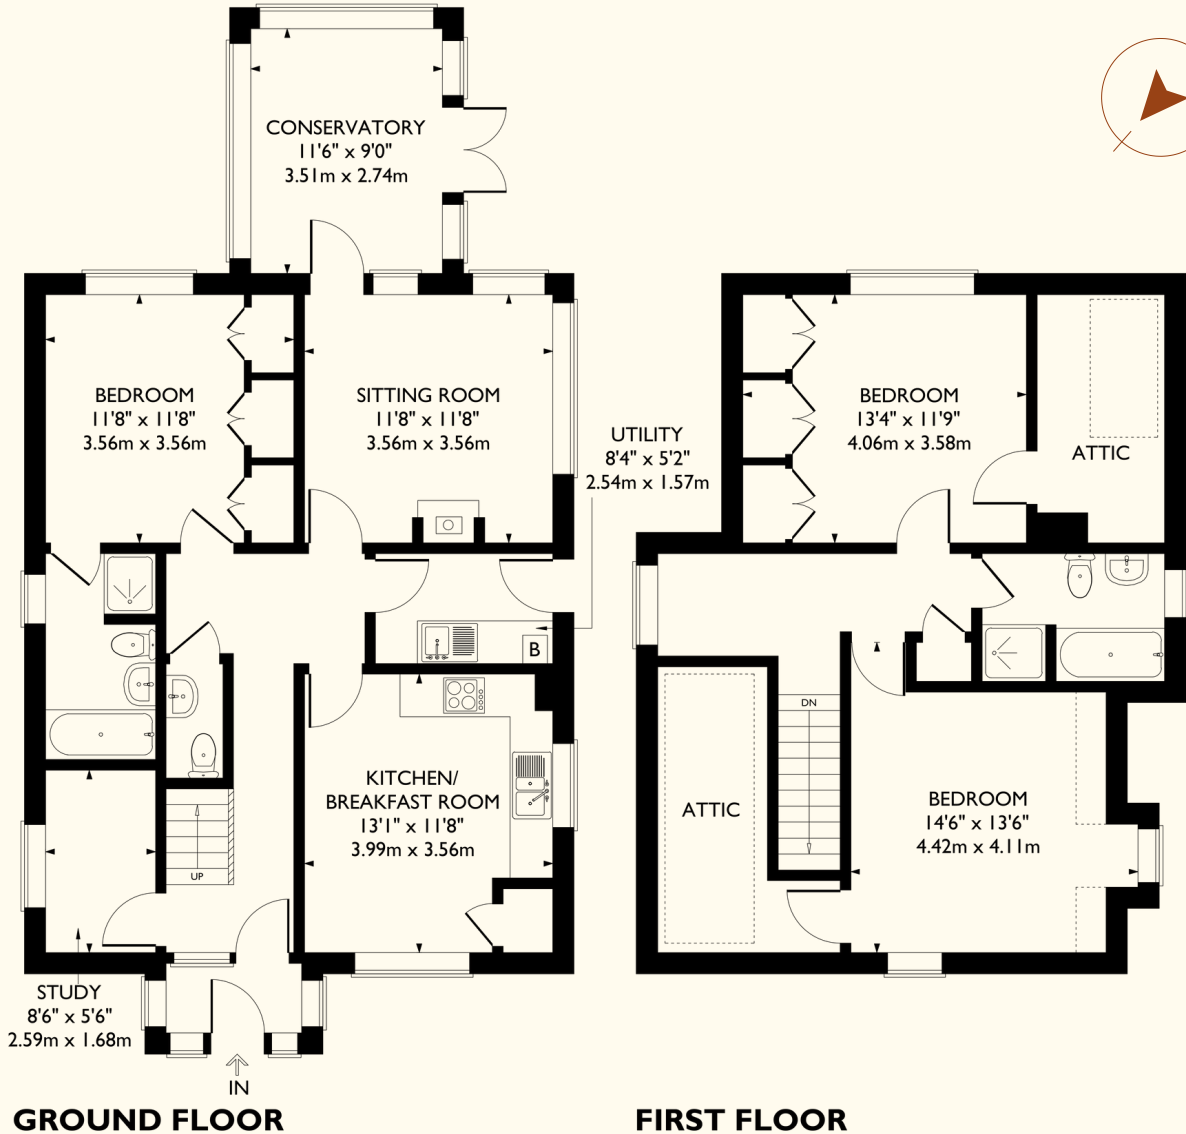 CONSERVATORY
11'6" x 9'0"
3.51m x 2.74m
BEDROOM
11'8" x 11'8"
3.56m x 3.56m
SITTING ROOM
11'8" x 11'8"
3.56m x 3.56m
UTILITY
8'4" x 5'2"
2.54m x 1.57m
B
KITCHEN/
BREAKFAST ROOM
13'1" x 11'8"
3.99m x 3.56m
UP
STUDY
8'6" x 5'6"
2.59m x 1.68m
IN
GROUND FLOOR
BEDROOM
13'4" x 11'9"
4.06m x 3.58m
ATTIC
DN
ATTIC
BEDROOM
14'6" x 13'6"
4.42m x 4.11m
FIRST FLOOR